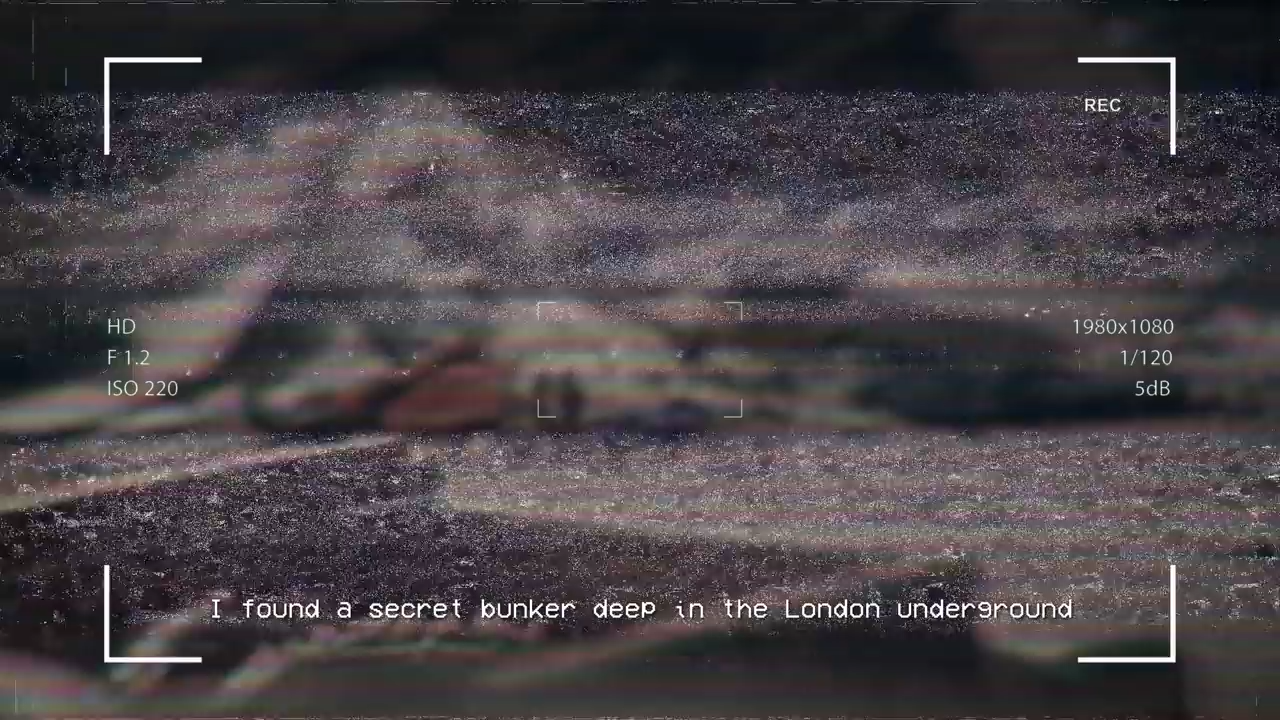 REC
HD
F 1.2
ISO 220
1980x1080
1/120
5dB
I found a secret bunker deep in the London underground